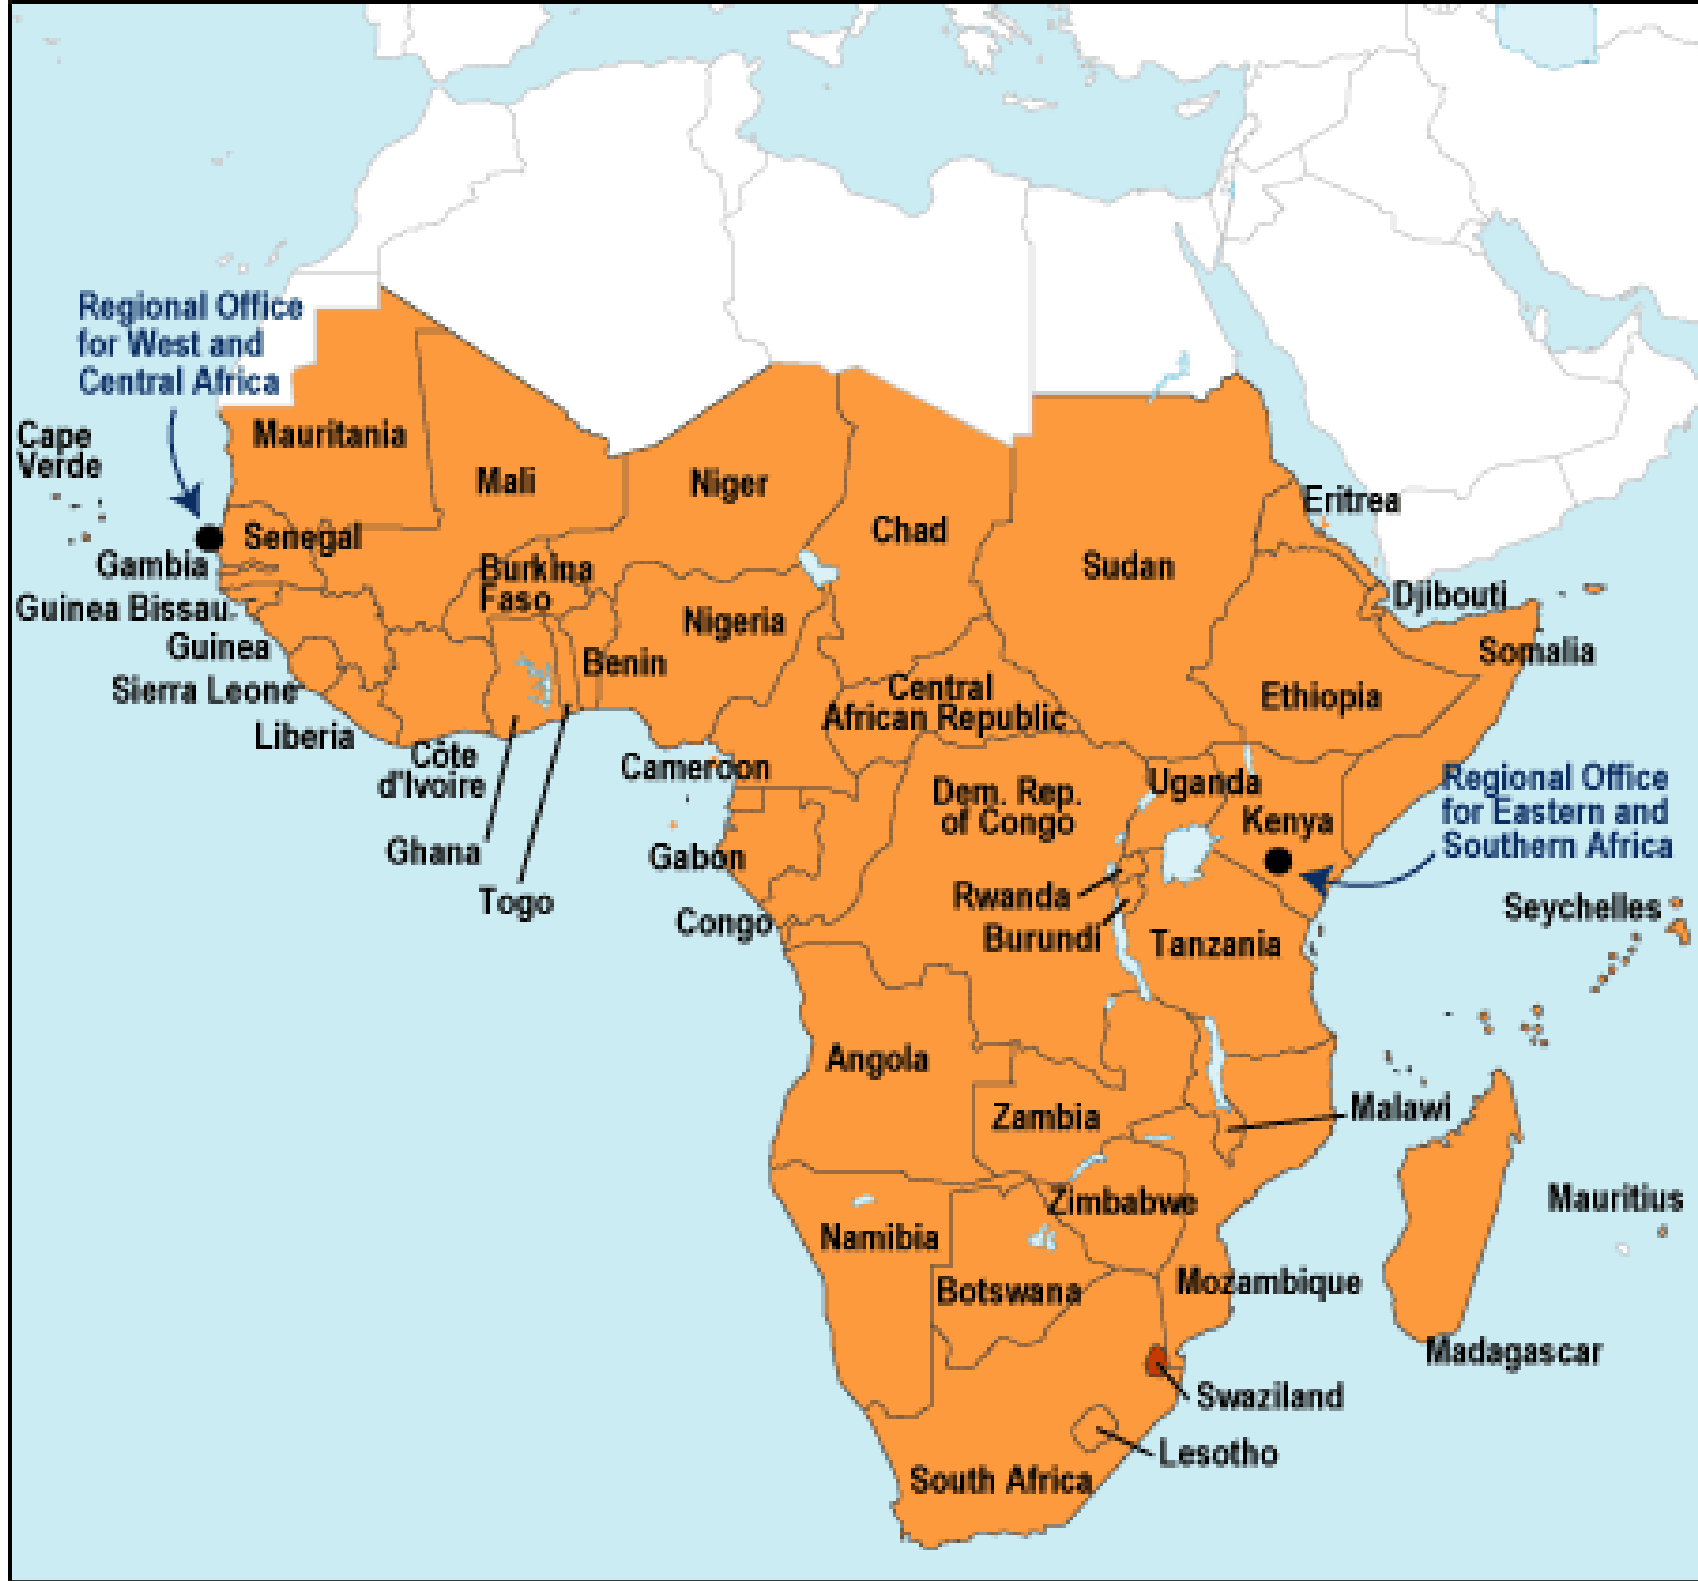 Regional Office
for West and
Central Africa
Cape
Verde
Mauritania
Mali
Niger
Chad
Sudan
Eritrea
Senegal
Gambia
Burkina
Faso
Guinea Bissau
Nigeria
Djibouti
Guinea
Benin
Somalia
Sierra Leone
Central
African Republic
Ethiopia
Liberia
Côte
d'Ivoire
Cameroon
Uganda
Regional Office
for Eastern and
Southern Africa
Dem. Rep.
of Congo
Kenya
Ghana
Gabon
Togo
Rwanda
Seychelles
Congo
Burundi
Tanzania
Angola
Zambia
Malawi
Zimbabwe
Mauritius
Namibia
Botswana
Mozambique
Madagascar
Swaziland
Lesotho
South Africa